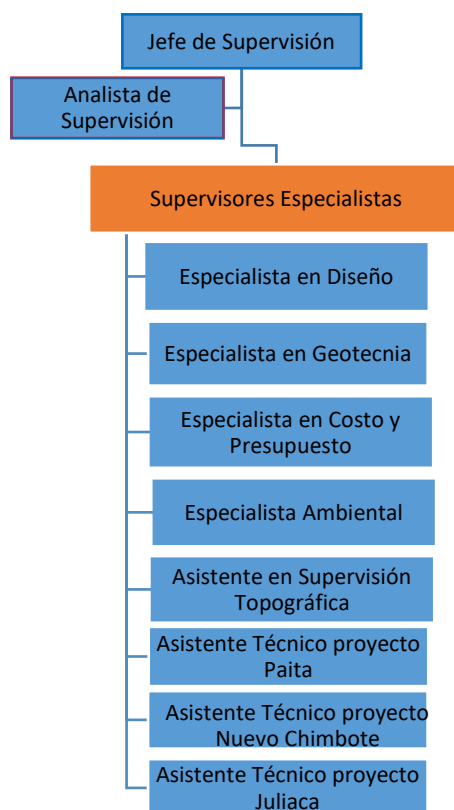 Jefe de Supervisión
Analista de
Supervisión
Supervisores Especialistas
Especialista en Diseño
Especialista en Geotecnia
Especialista en Costo y
Presupuesto
Especialista Ambiental
Asistente en Supervisión
Topográfica
Asistente Técnico proyecto
Paita
Asistente Técnico proyecto
Nuevo Chimbote
Asistente Técnico proyecto
Juliaca